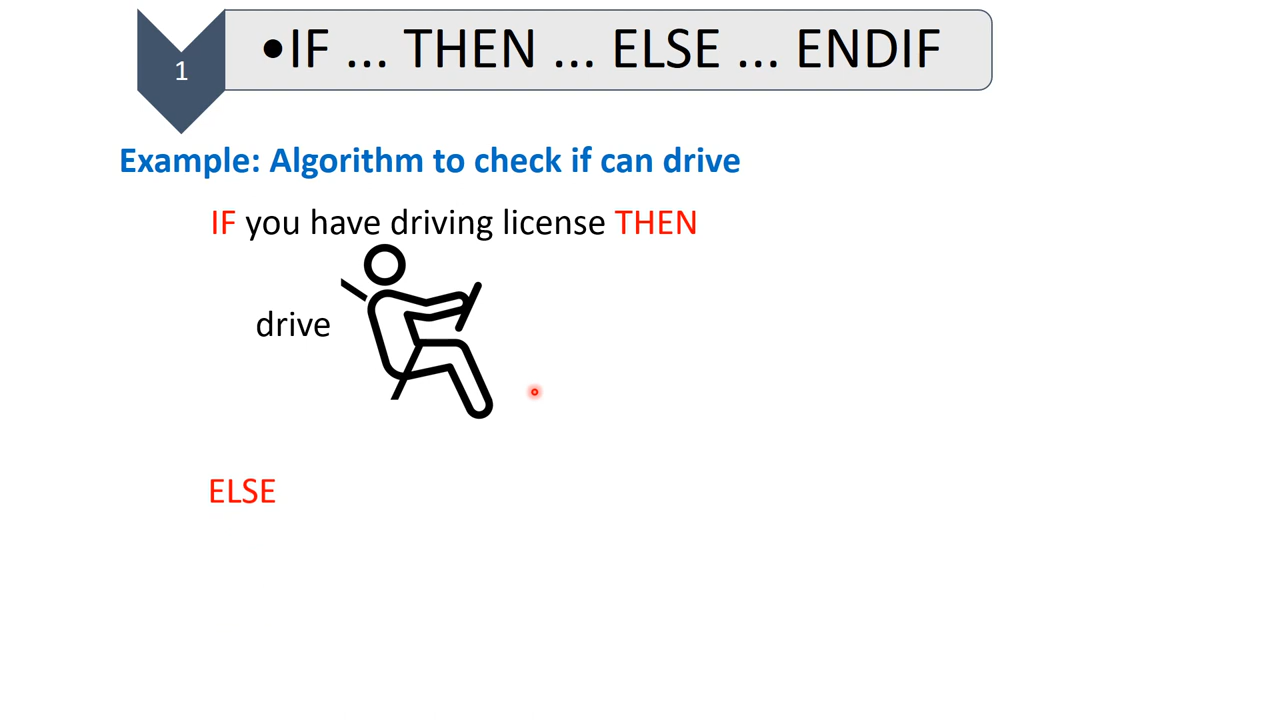 1
•IF ... THEN ... ELSE ... ENDIF
Example: Algorithm to check if can drive
IF you have driving license THEN
drive
ELSE